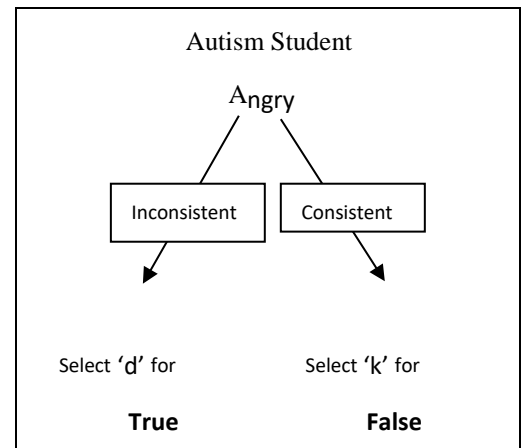 Autism Student
Angry
Inconsistent Consistent
Select ‘d’ for Select ‘k’ for
True False